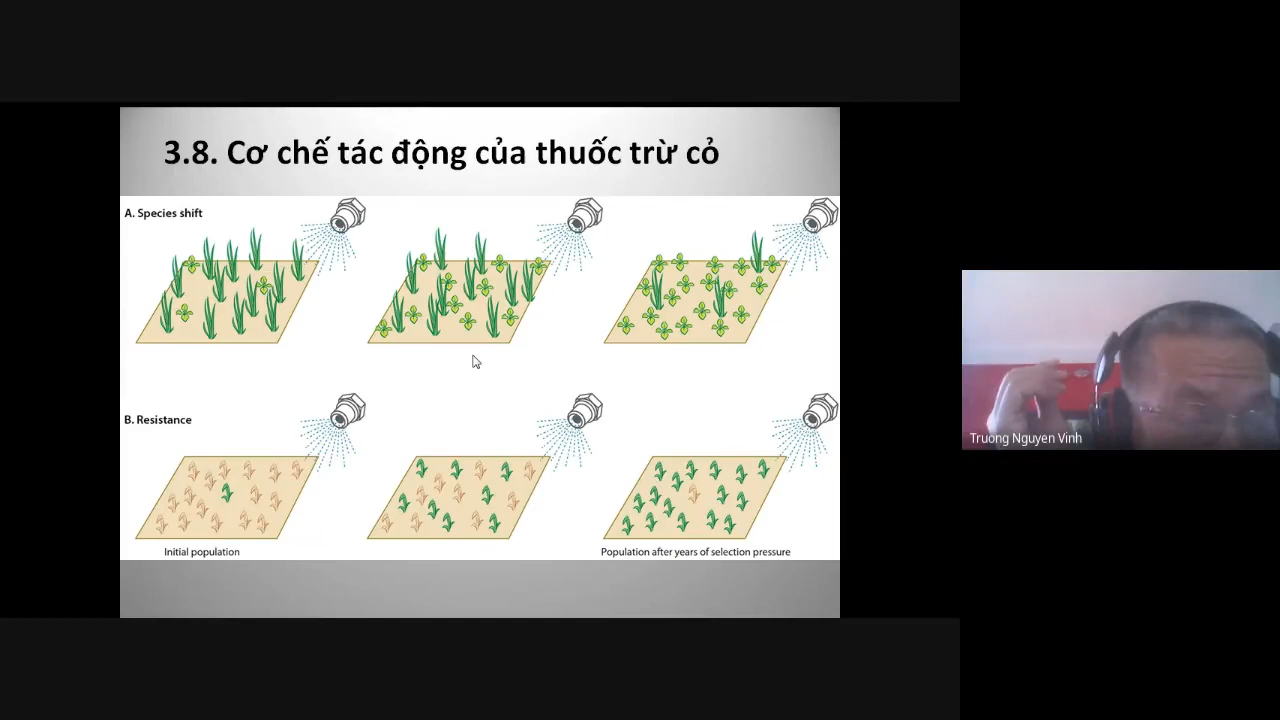 3.8. Cơ chế tác động của thuốc trừ cỏ
A. Species shift
B. Resistance
Initial population
Population after years of selection pressure
Truong Nguyen Vinh